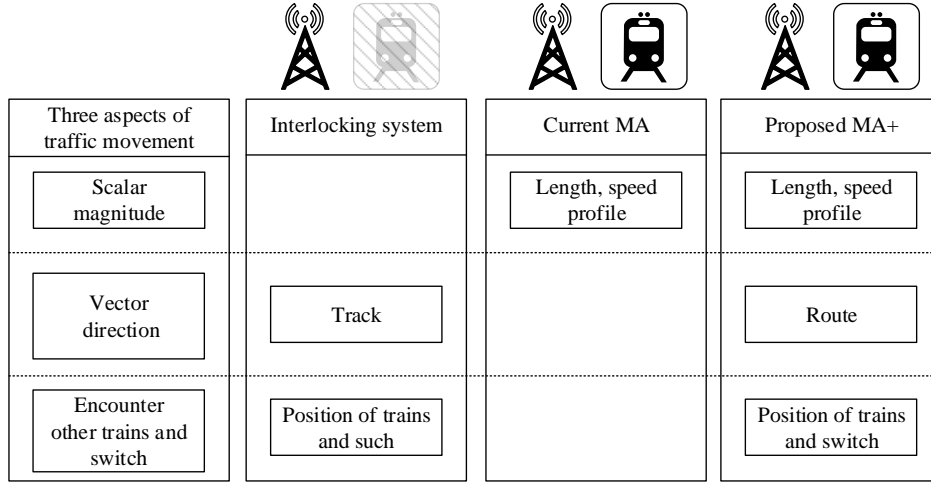 Three aspects of
traffic movement
Interlocking system
Current MA
Proposed MA+
Scalar
magnitude
Length, speed
profile
Length, speed
profile
Vector
direction
Track
Route
Encounter
other trains and
switch
Position of trains
and such
Position of trains
and switch